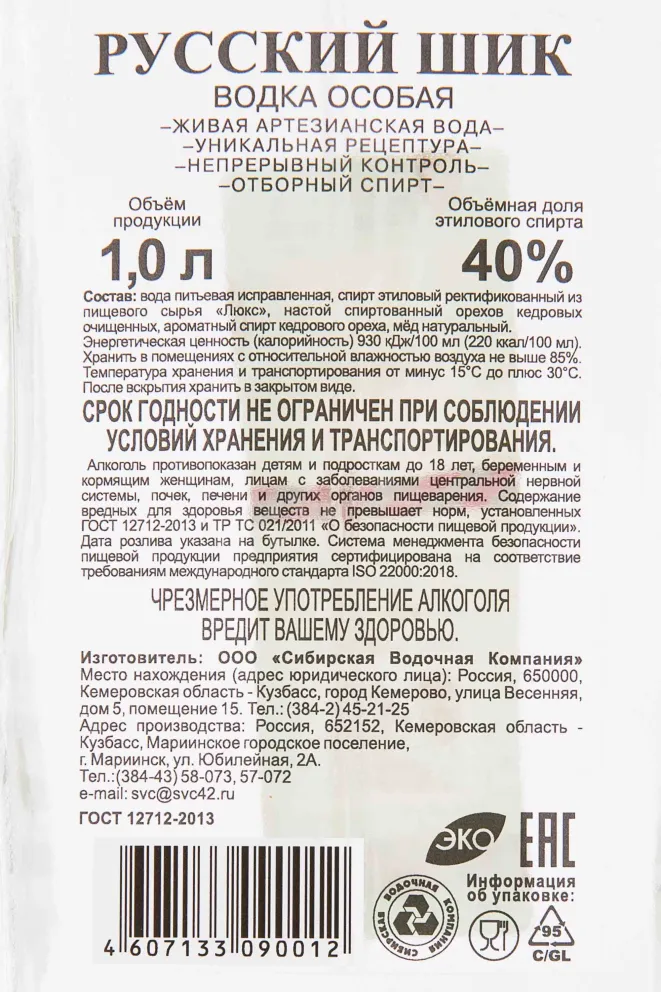 РУССКИЙ ШИК
ВОДКА ОСОБАЯ
–ЖИВАЯ АРТЕЗИАНСКАЯ ВОДА–
–УНИКАЛЬНАЯ РЕЦЕПТУРА–
–НЕПРЕРЫВНЫЙ КОНТРОЛЬ–
–ОТБОРНЫЙ СПИРТ–
Объём
продукции
1,0 л
Объёмная доля
этилового спирта
40%
Состав: вода питьевая исправленная, спирт этиловый ректификованный из
пищевого сырья «Люкс», настой спиртованный орехов кедровых
очищенных, ароматный спирт кедрового ореха, мёд натуральный.
Энергетическая ценность (калорийность) 930 кДж/100 мл (220 ккал/100 мл).
Хранить в помещениях с относительной влажностью воздуха не выше 85%.
Температура хранения и транспортирования от минус 15°С до плюс 30°С.
После вскрытия хранить в закрытом виде.
СРОК ГОДНОСТИ НЕ ОГРАНИЧЕН ПРИ СОБЛЮДЕНИИ
УСЛОВИЙ ХРАНЕНИЯ И ТРАНСПОРТИРОВАНИЯ.
Алкоголь противопоказан детям и подросткам до 18 лет, беременным и
кормящим женщинам, лицам с заболеваниями центральной нервной
системы, почек, печени и других органов пищеварения. Содержание
вредных для здоровья веществ не превышает норм, установленных
ГОСТ 12712-2013 и ТР ТС 021/2011 «О безопасности пищевой продукции».
Дата розлива указана на бутылке. Система менеджмента безопасности
пищевой продукции предприятия сертифицирована на соответствие
требованиям международного стандарта ISO 22000:2018.
ЧРЕЗМЕРНОЕ УПОТРЕБЛЕНИЕ АЛКОГОЛЯ
ВРЕДИТ ВАШЕМУ ЗДОРОВЬЮ.
Изготовитель: ООО «Сибирская Водочная Компания»
Место нахождения (адрес юридического лица): Россия, 650000,
Кемеровская область - Кузбасс, город Кемерово, улица Весенняя,
дом 5, помещение 15. Тел.: (384-2) 45-21-25
Адрес производства: Россия, 652152, Кемеровская область -
Кузбасс, Мариинское городское поселение,
г. Мариинск, ул. Юбилейная, 2А.
Тел.:(384-43) 58-073, 57-072
e-mail: svc@svc42.ru
ГОСТ 12712-2013
ЭКО
ЕАС
Информация
об упаковке:
СИБИРСКАЯ ВОДОЧНАЯ КОМПАНИЯ
95
C/GL
4 607133 090012